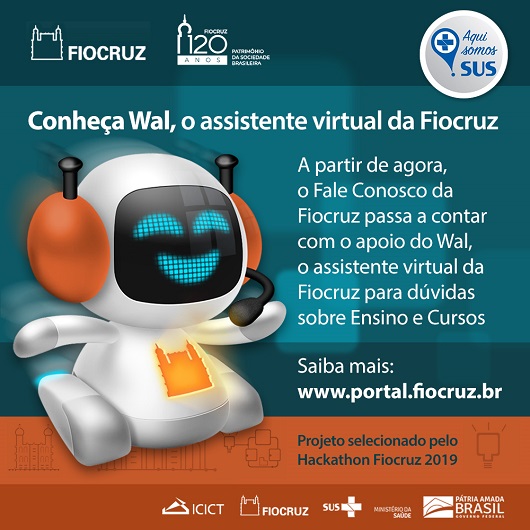 FIOCRUZ
FIOCRUZ
120
ANOS
PATRIMÔNIO
DA SOCIEDADE
BRASILEIRA
Aqui
somos
SUS
Conheça Wal, o assistente virtual da Fiocruz
A partir de agora,
o Fale Conosco da
Fiocruz passa a contar
com o apoio do Wal,
o assistente virtual da
Fiocruz para dúvidas
sobre Ensino e Cursos
Saiba mais:
www.portal.fiocruz.br
Projeto selecionado pelo
Hackathon Fiocruz 2019
ICICT
FIOCRUZ
SUS
MINISTÉRIO DA
SAÚDE
PÁTRIA AMADA
BRASIL
GOVERNO FEDERAL